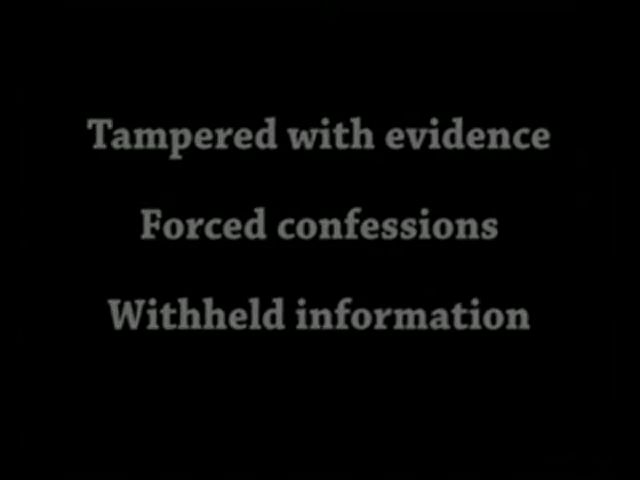 Tampered with evidence
Forced confessions
Withheld information